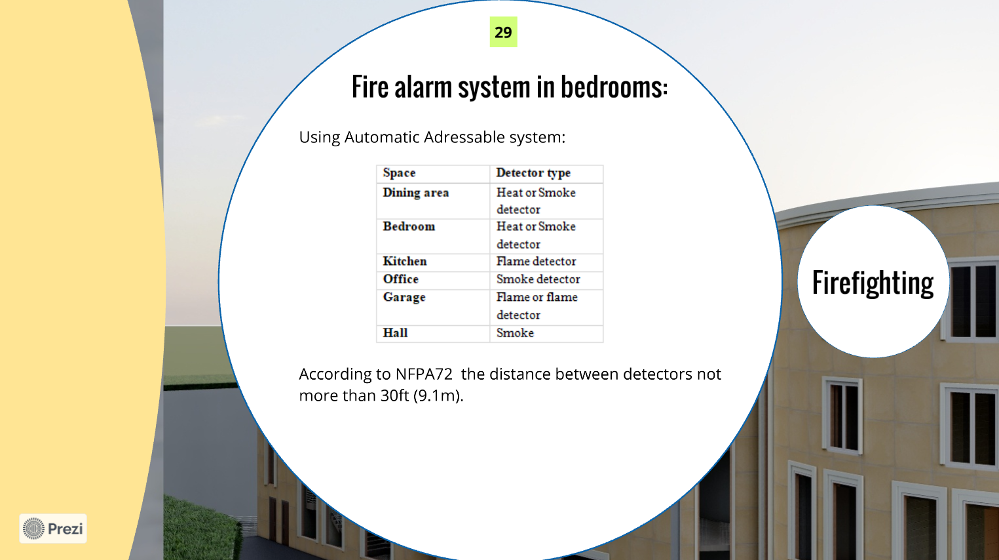 29
Fire alarm system in bedrooms:
Using Automatic Adressable system:
Space Detector type
Dining area Heat or Smoke
detector
Bedroom Heat or Smoke
detector
Kitchen Flame detector
Office Smoke detector
Garage Flame or flame
detector
Hall Smoke
According to NFPA72  the distance between detectors not
more than 30ft (9.1m).
Firefighting
Prezi